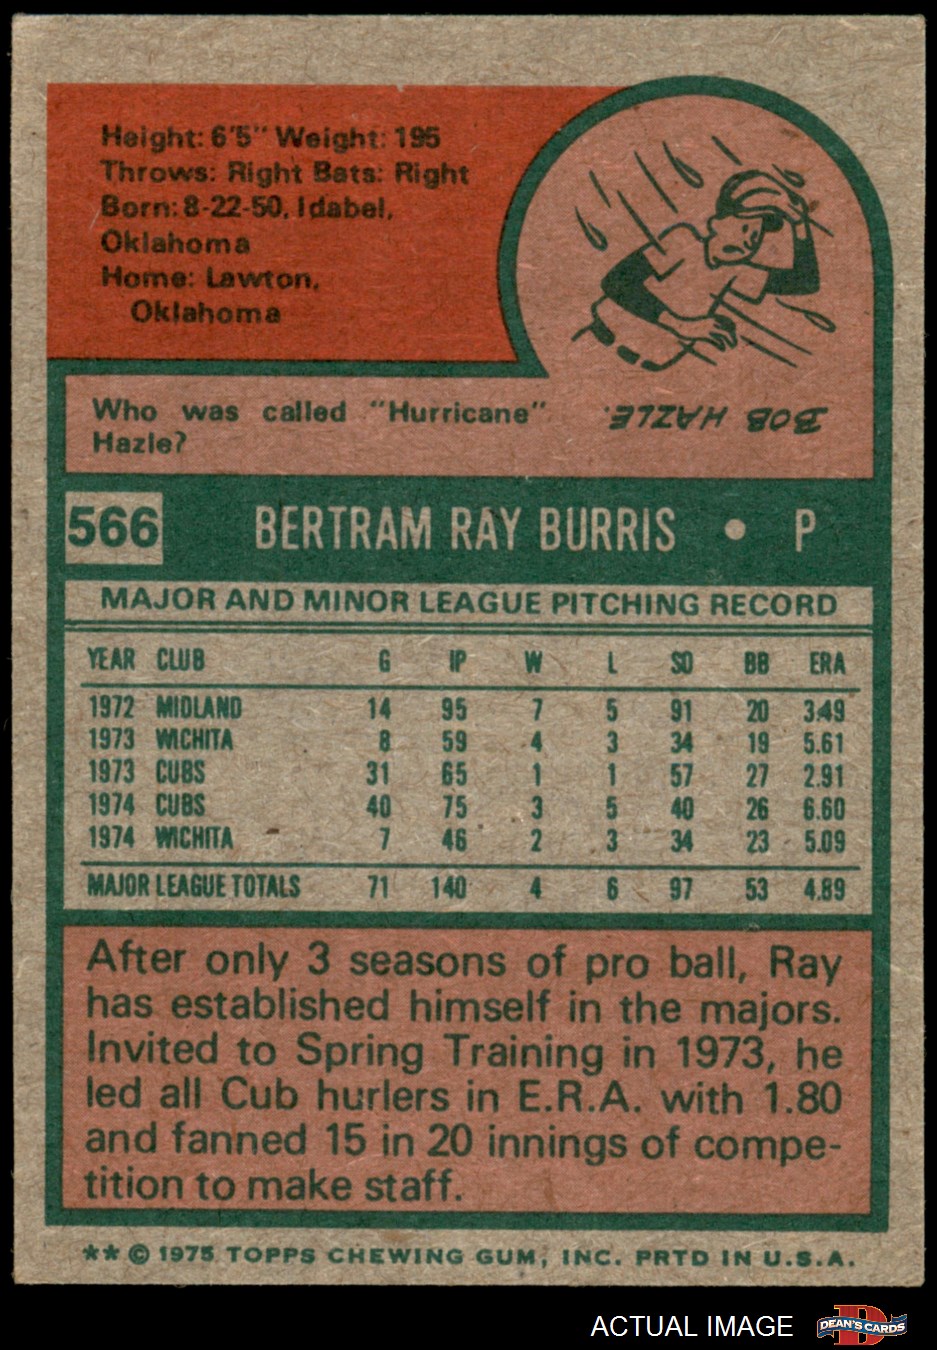 Height: 6'5" Weight: 195
Throws: Right Bats: Right
Born: 8-22-50, Idabel,
Oklahoma
Home: Lawton,
Oklahoma
Who was called "Hurricane"
Hazle?
BOB HAZLE.
566 BERTRAM RAY BURRIS • P
MAJOR AND MINOR LEAGUE PITCHING RECORD
YEAR CLUB G IP W L SO BB ERA
1972 MIDLAND 14 95 7 5 91 20 3.49
1973 WICHITA 8 59 4 3 34 19 5.61
1973 CUBS 31 65 1 1 57 27 2.91
1974 CUBS 40 75 3 5 40 26 6.60
1974 WICHITA 7 46 2 3 34 23 5.09
MAJOR LEAGUE TOTALS 71 140 4 6 97 53 4.89
After only 3 seasons of pro ball, Ray
has established himself in the majors.
Invited to Spring Training in 1973, he
led all Cub hurlers in E.R.A. with 1.80
and fanned 15 in 20 innings of compe-
tition to make staff.
** © 1975 TOPPS CHEWING GUM, INC. PRTD IN U.S.A.
ACTUAL IMAGE
DEAN'S CARDS